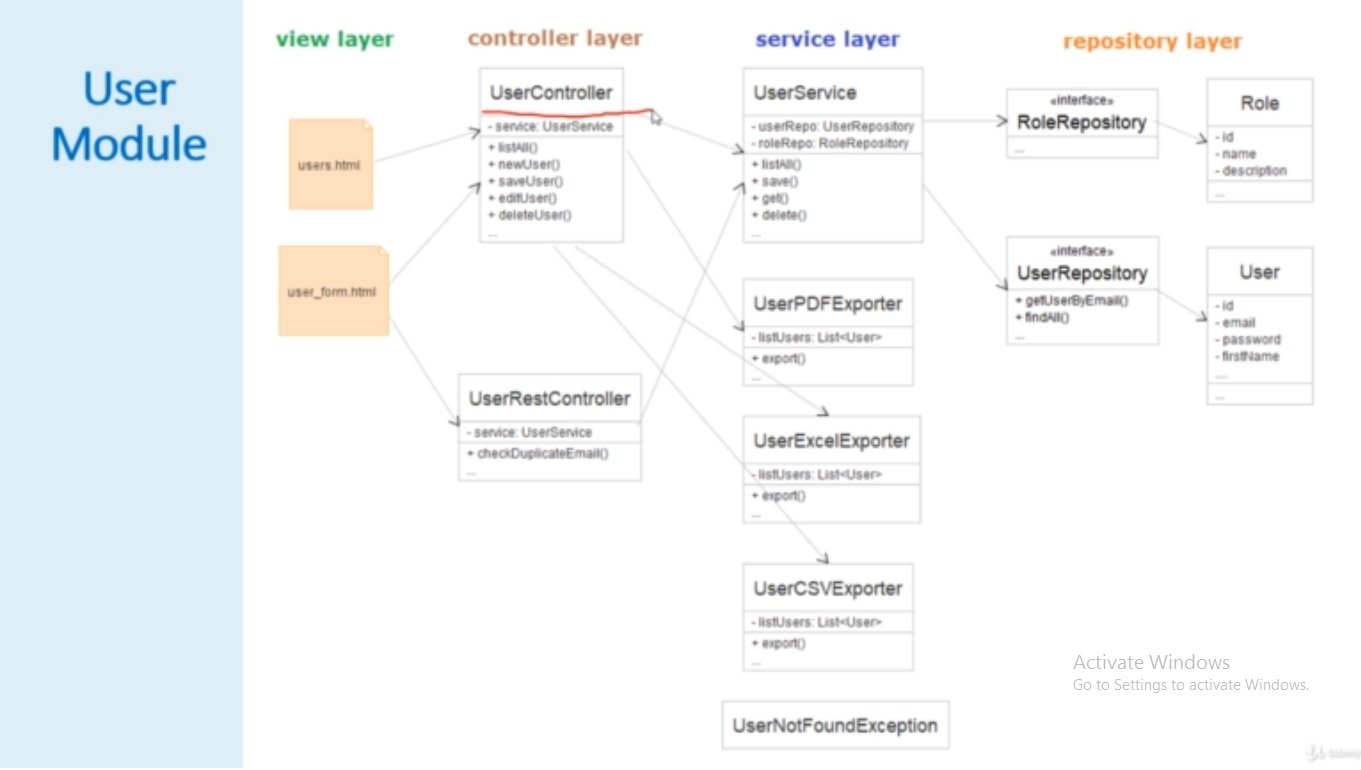 User
Module
view layer
controller layer
service layer
repository layer
users.html
user_form.html
UserController
- service: UserService
+ listAll()
+ newUser()
+ saveUser()
+ editUser()
+ deleteUser()
...
UserRestController
- service: UserService
+ checkDuplicateEmail()
...
UserService
- userRepo: UserRepository
- roleRepo: RoleRepository
+ listAll()
+ save()
+ get()
+ delete()
...
UserPDFExporter
- listUsers: List<User>
+ export()
...
UserExcelExporter
- listUsers: List<User>
+ export()
...
UserCSVExporter
- listUsers: List<User>
+ export()
...
UserNotFoundException
«interface»
RoleRepository
...
«interface»
UserRepository
+ getUserByEmail()
+ findAll()
...
Role
- id
- name
- description
...
User
- id
- email
- password
- firstName
....
...
Activate Windows
Go to Settings to activate Windows.
Udemy